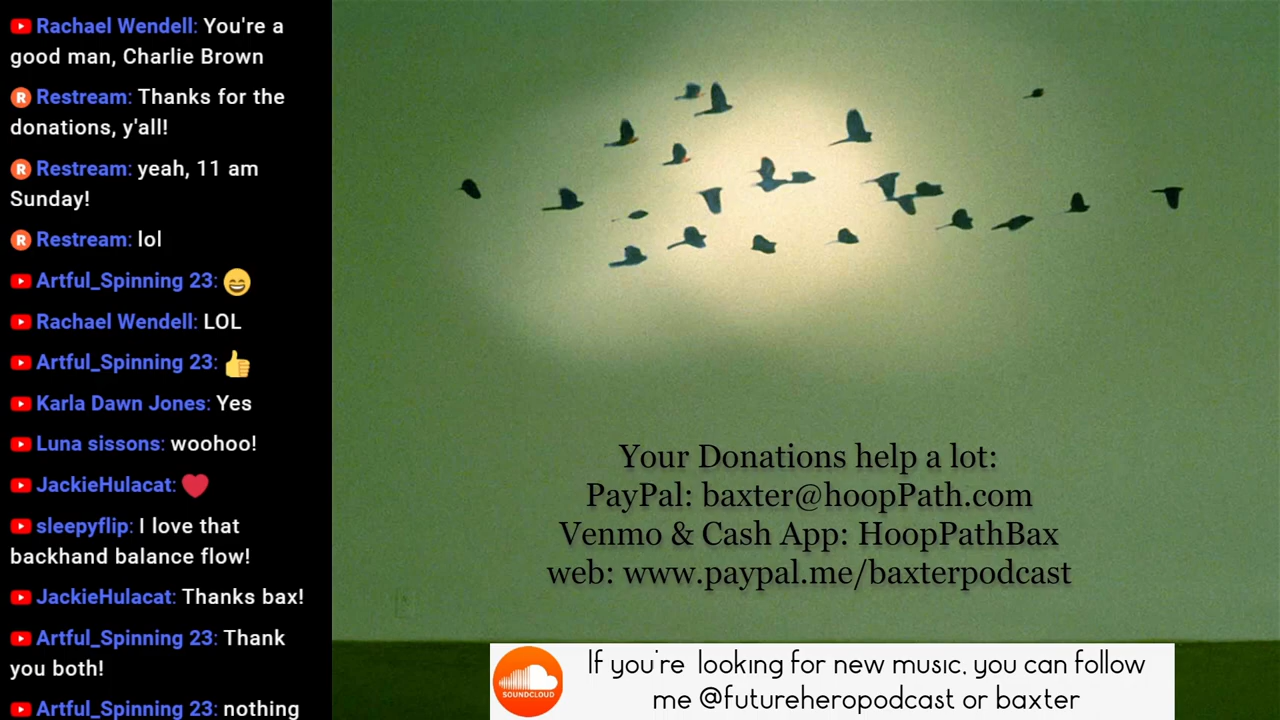 Rachael Wendell: You're a
good man, Charlie Brown
Restream: Thanks for the
donations, y'all!
Restream: yeah, 11 am
Sunday!
Restream: lol
Artful_Spinning 23: 😄
Rachael Wendell: LOL
Artful_Spinning 23: 👍
Karla Dawn Jones: Yes
Luna sissons: woohoo!
JackieHulacat: ❤️
sleepyflip: I love that
backhand balance flow!
JackieHulacat: Thanks bax!
Artful_Spinning 23: Thank
you both!
Artful_Spinning 23: nothing
Your Donations help a lot:
PayPal: baxter@hoopPath.com
Venmo & Cash App: HoopPathBax
web: www.paypal.me/baxterpodcast
SOUNDCLOUD
If you're looking for new music, you can follow
me @futureheropodcast or baxter